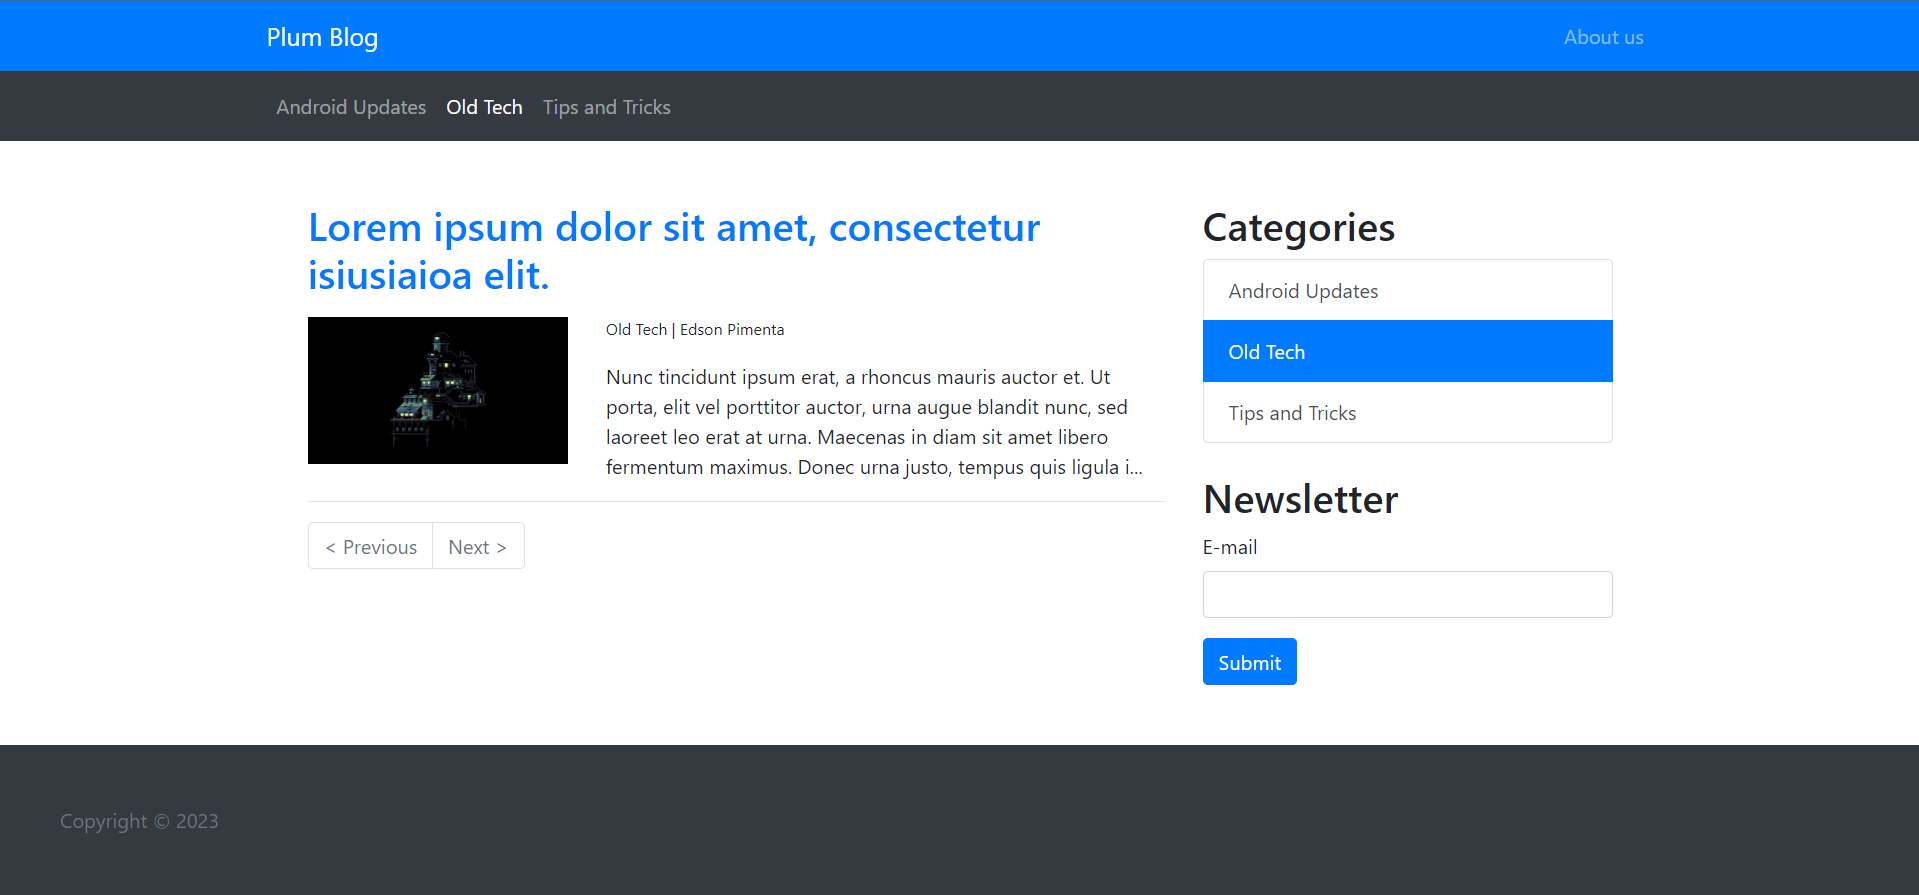 Plum Blog
About us
Android Updates
Old Tech
Tips and Tricks
Lorem ipsum dolor sit amet, consectetur
isiusiaioa elit.
Old Tech | Edson Pimenta
Nunc tincidunt ipsum erat, a rhoncus mauris auctor et. Ut
porta, elit vel porttitor auctor, urna augue blandit nunc, sed
laoreet leo erat at urna. Maecenas in diam sit amet libero
fermentum maximus. Donec urna justo, tempus quis ligula i...
< Previous
Next >
Categories
Android Updates
Old Tech
Tips and Tricks
Newsletter
E-mail
Submit
Copyright © 2023